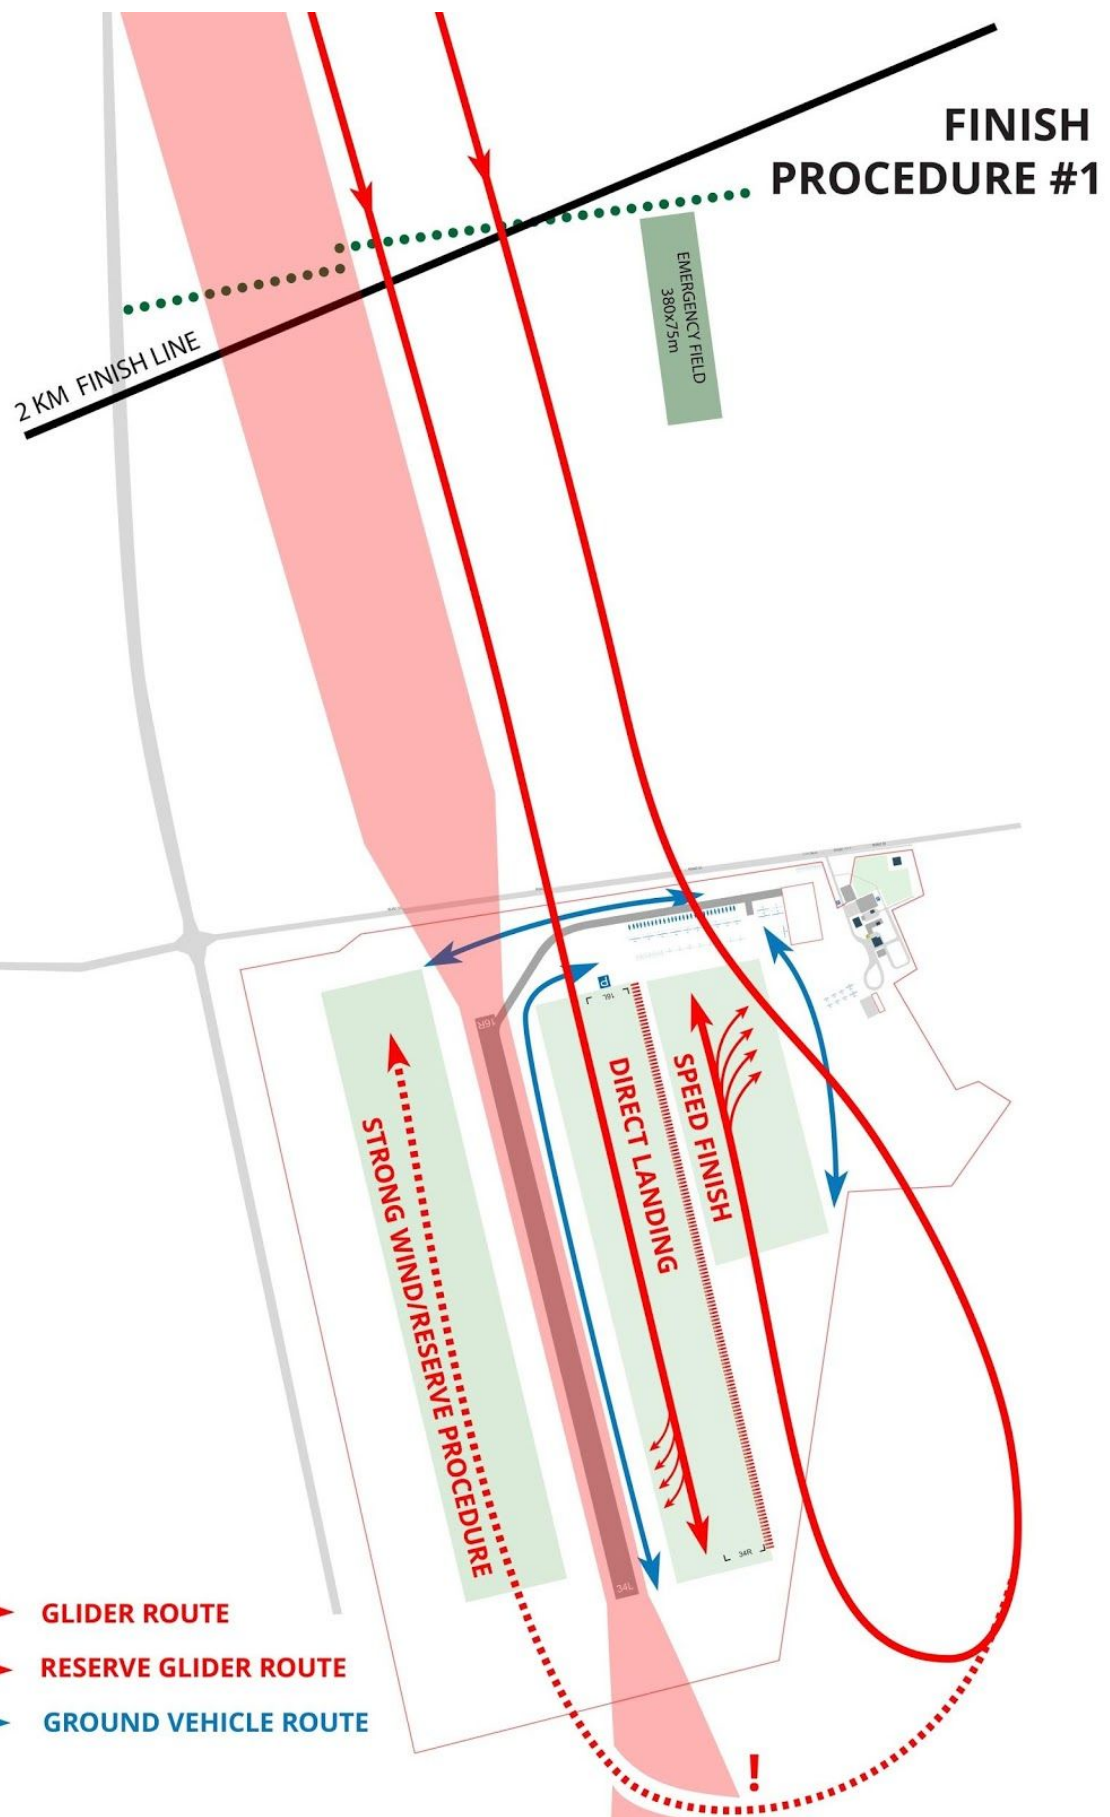 FINISH
PROCEDURE #1
2 KM FINISH LINE
EMERGENCY FIELD
380x75m
P
16L
16R
DIRECT LANDING
SPEED FINISH
STRONG WIND/RESERVE PROCEDURE
34R
34L
GLIDER ROUTE
RESERVE GLIDER ROUTE
GROUND VEHICLE ROUTE
!